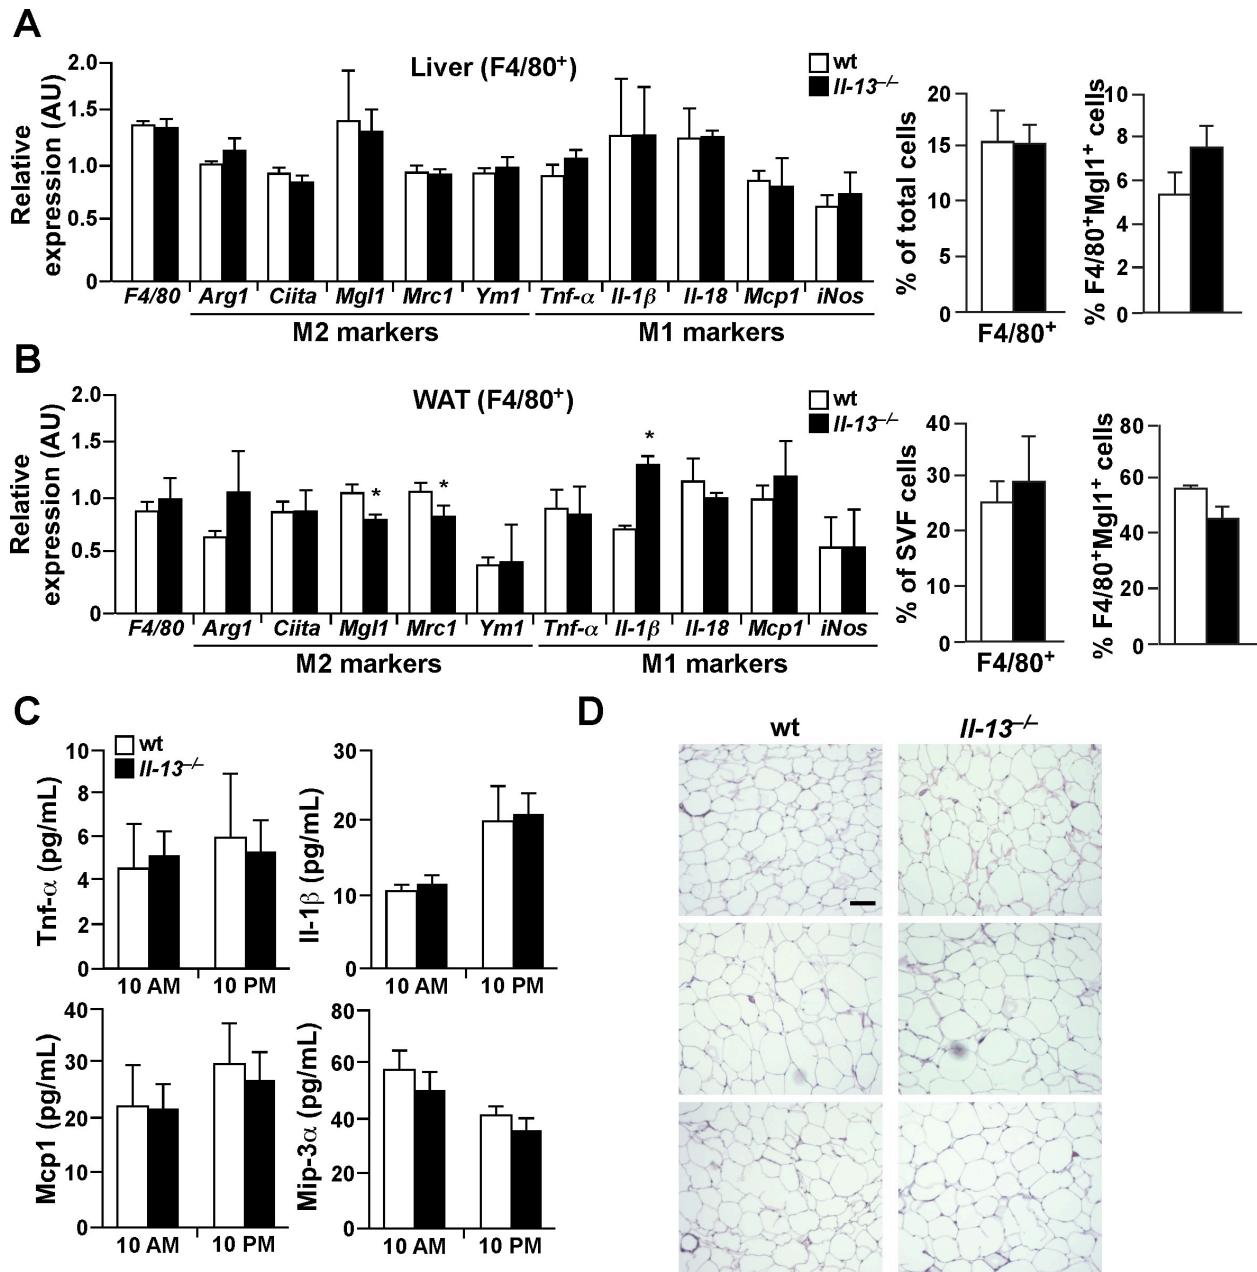 A
Liver (F4/80+)
wt
Il-13–/–
Relative
expression (AU)
2.0
1.5
1.0
0.5
0
F4/80 Arg1 Ciita Mgl1 Mrc1 Ym1 Tnf-α Il-1β Il-18 Mcp1 iNos
M2 markers M1 markers
% of total cells
20
15
10
5
0
F4/80+
% F4/80+Mgl1+ cells
10
8
6
4
2
0
B
WAT (F4/80+)
wt
Il-13–/–
Relative
expression (AU)
2.0
1.5
1.0
0.5
0
* * *
F4/80 Arg1 Ciita Mgl1 Mrc1 Ym1 Tnf-α Il-1β Il-18 Mcp1 iNos
M2 markers M1 markers
% of SVF cells
40
30
20
10
0
F4/80+
% F4/80+Mgl1+ cells
80
60
40
20
0
C
wt
Il-13–/–
Tnf-α (pg/mL)
10
8
6
4
2
0
10 AM 10 PM
Il-1β (pg/mL)
30
20
10
0
10 AM 10 PM
Mcp1 (pg/mL)
40
30
20
10
0
10 AM 10 PM
Mip-3α (pg/mL)
80
60
40
20
0
10 AM 10 PM
D
wt Il-13–/–